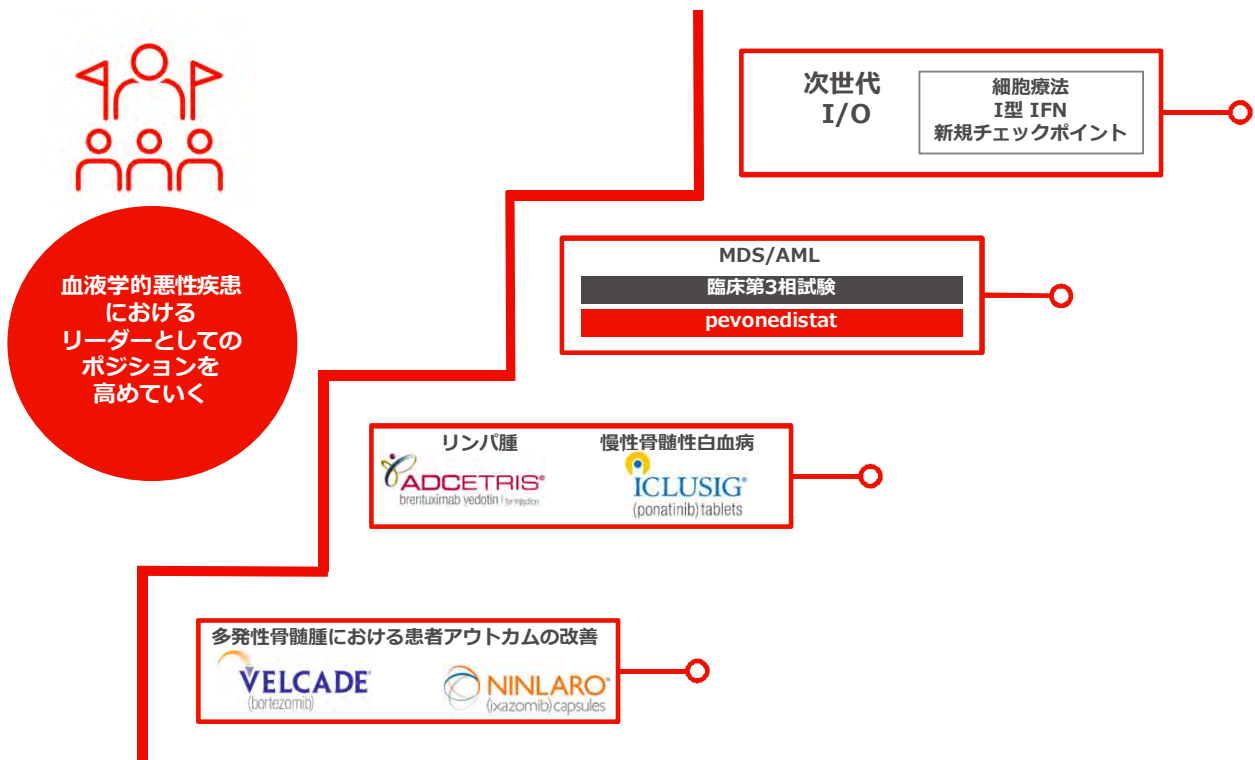 次世代
I/O
細胞療法
I型 IFN
新規チェックポイント
MDS/AML
臨床第3相試験
pevonedistat
血液学的悪性疾患
における
リーダーとしての
ポジションを
高めていく
リンパ腫
慢性骨髄性白血病
ADCETRIS®
brentuximab vedotin | for injection
ICLUSIG®
(ponatinib) tablets
多発性骨髄腫における患者アウトカムの改善
VELCADE®
(bortezomib)
NINLARO®
(ixazomib) capsules